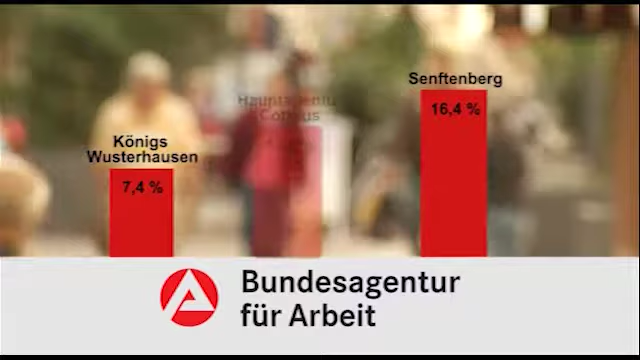 Senftenberg
16,4 %
Königs
Wusterhausen
7,4 %
Bundesagentur
für Arbeit